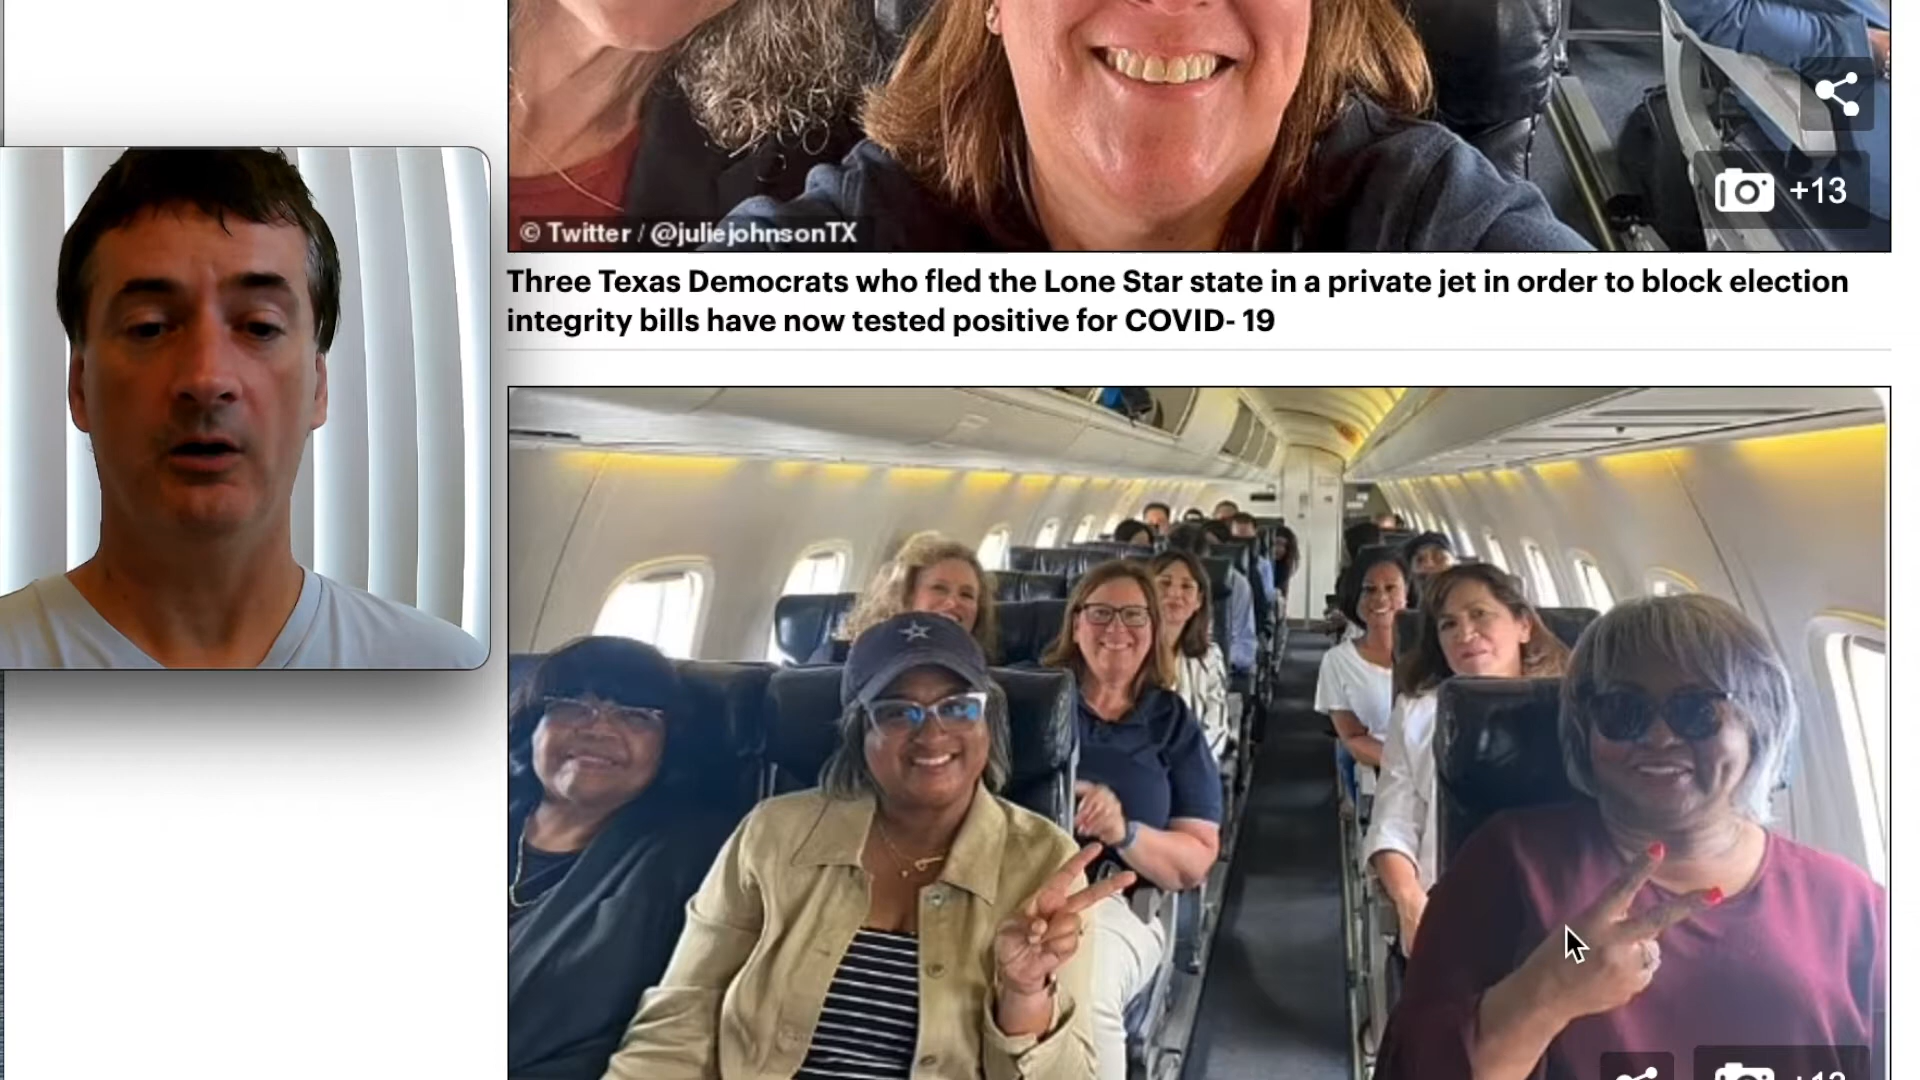 +13
© Twitter / @juliejohnsonTX
Three Texas Democrats who fled the Lone Star state in a private jet in order to block election
integrity bills have now tested positive for COVID- 19
+13